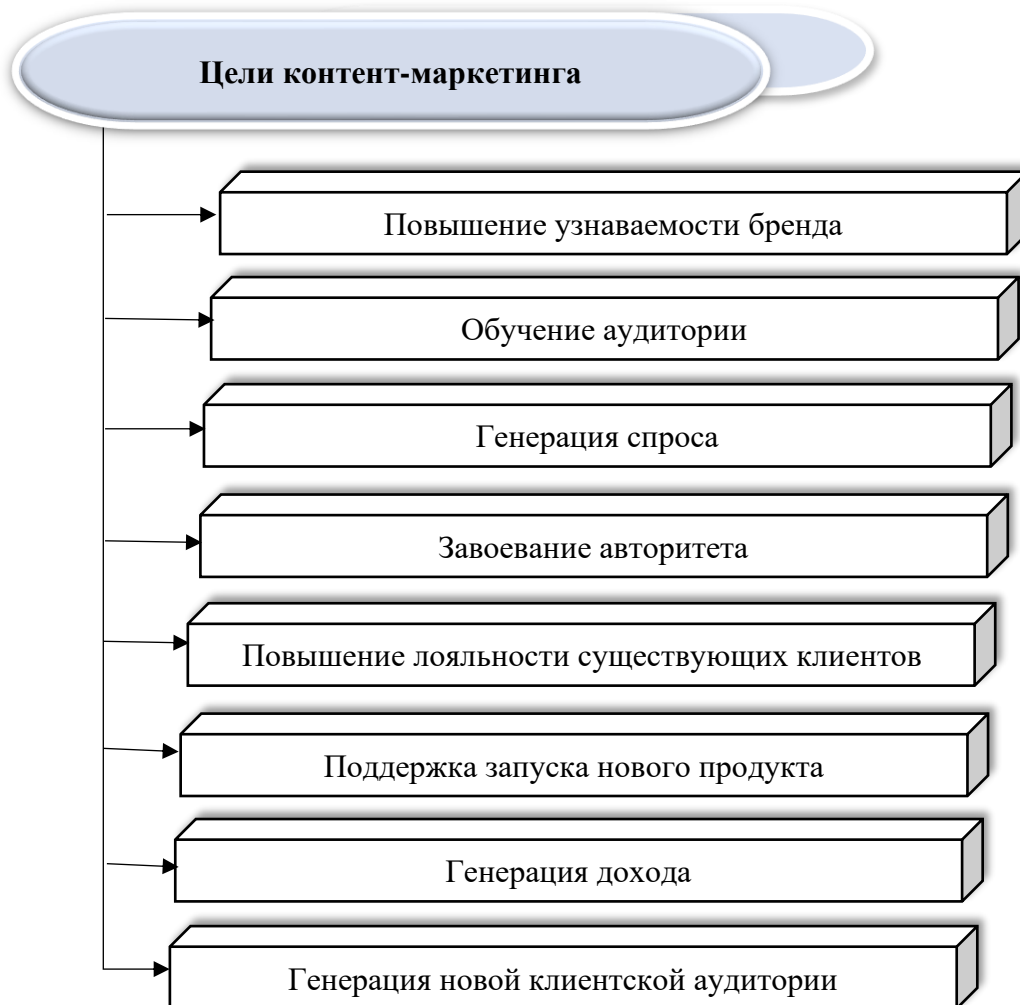 Цели контент-маркетинга
Повышение узнаваемости бренда
Обучение аудитории
Генерация спроса
Завоевание авторитета
Повышение лояльности существующих клиентов
Поддержка запуска нового продукта
Генерация дохода
Генерация новой клиентской аудитории